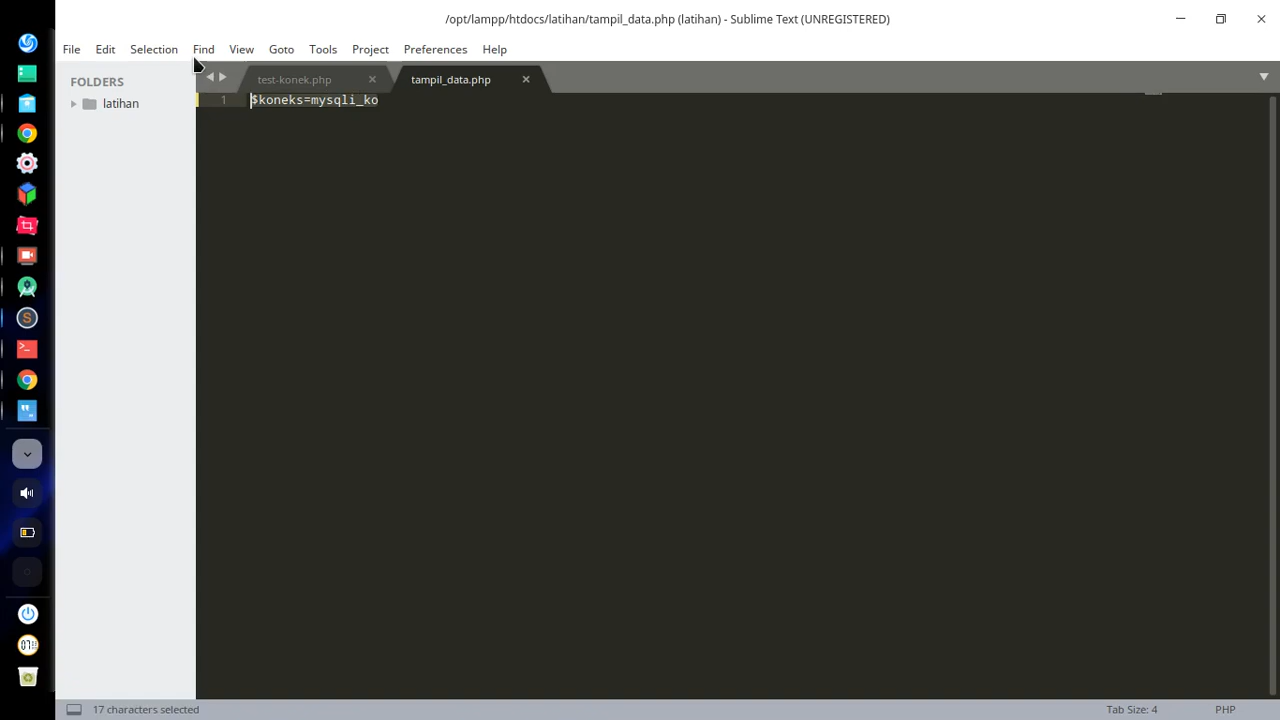 /opt/lampp/htdocs/latihan/tampil_data.php (latihan) - Sublime Text (UNREGISTERED)
File Edit Selection Find View Goto Tools Project Preferences Help
FOLDERS
latihan
test-konek.php
tampil_data.php
1 $koneks=mysqli_ko
17 characters selected
Tab Size: 4
PHP